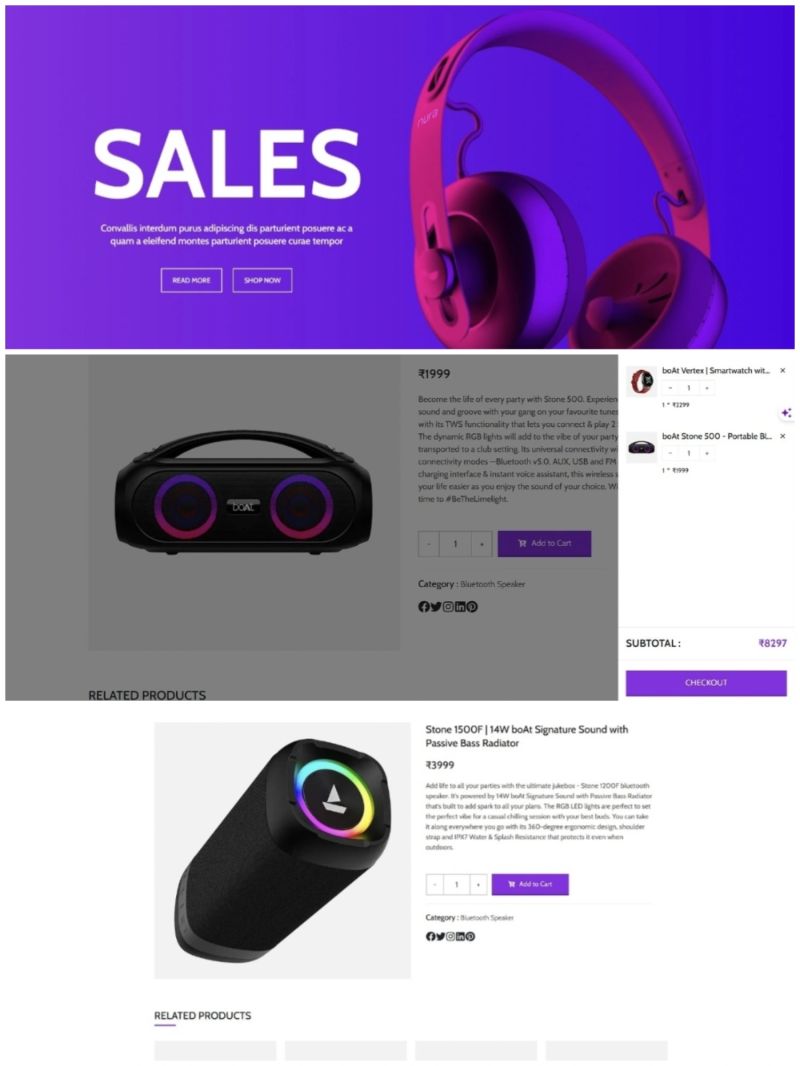 nura
SALES
Convallis interdum purus adipiscing dis parturient posuere ac a
quam a eleifend montes parturient posuere curae tempor
READ MORE
SHOP NOW
₹1999
Become the life of every party with Stone 500. Experien
sound and groove with your gang on your favourite tunes
with its TWS functionality that lets you connect & play 2
The dynamic RGB lights will add to the vibe of your party
transported to a club setting. Its universal connectivity wi
connectivity modes —Bluetooth v5.0, AUX, USB and FM
charging interface & instant voice assistant, this wireless s
your life easier as you enjoy the sound of your choice. Wi
time to #BeTheLimelight.
- 1 +
Add to Cart
Category : Bluetooth Speaker
RELATED PRODUCTS
boAt
boAt Vertex | Smartwatch wit... ×
- 1 +
1 * ₹2299
boAt Stone 500 - Portable Bl... ×
- 1 +
1 * ₹1999
SUBTOTAL : ₹8297
CHECKOUT
Stone 1500F | 14W boAt Signature Sound with
Passive Bass Radiator
₹3999
Add life to all your parties with the ultimate jukebox - Stone 1200F bluetooth
speaker. It's powered by 14W boAt Signature Sound with Passive Bass Radiator
that's built to add spark to all your plans. The RGB LED lights are perfect to set
the perfect vibe for a casual chilling session with your best buds. You can take
it along everywhere you go with its 360-degree ergonomic design, shoulder
strap and IPX7 Water & Splash Resistance that protects it even when
outdoors.
- 1 +
Add to Cart
Category : Bluetooth Speaker
RELATED PRODUCTS